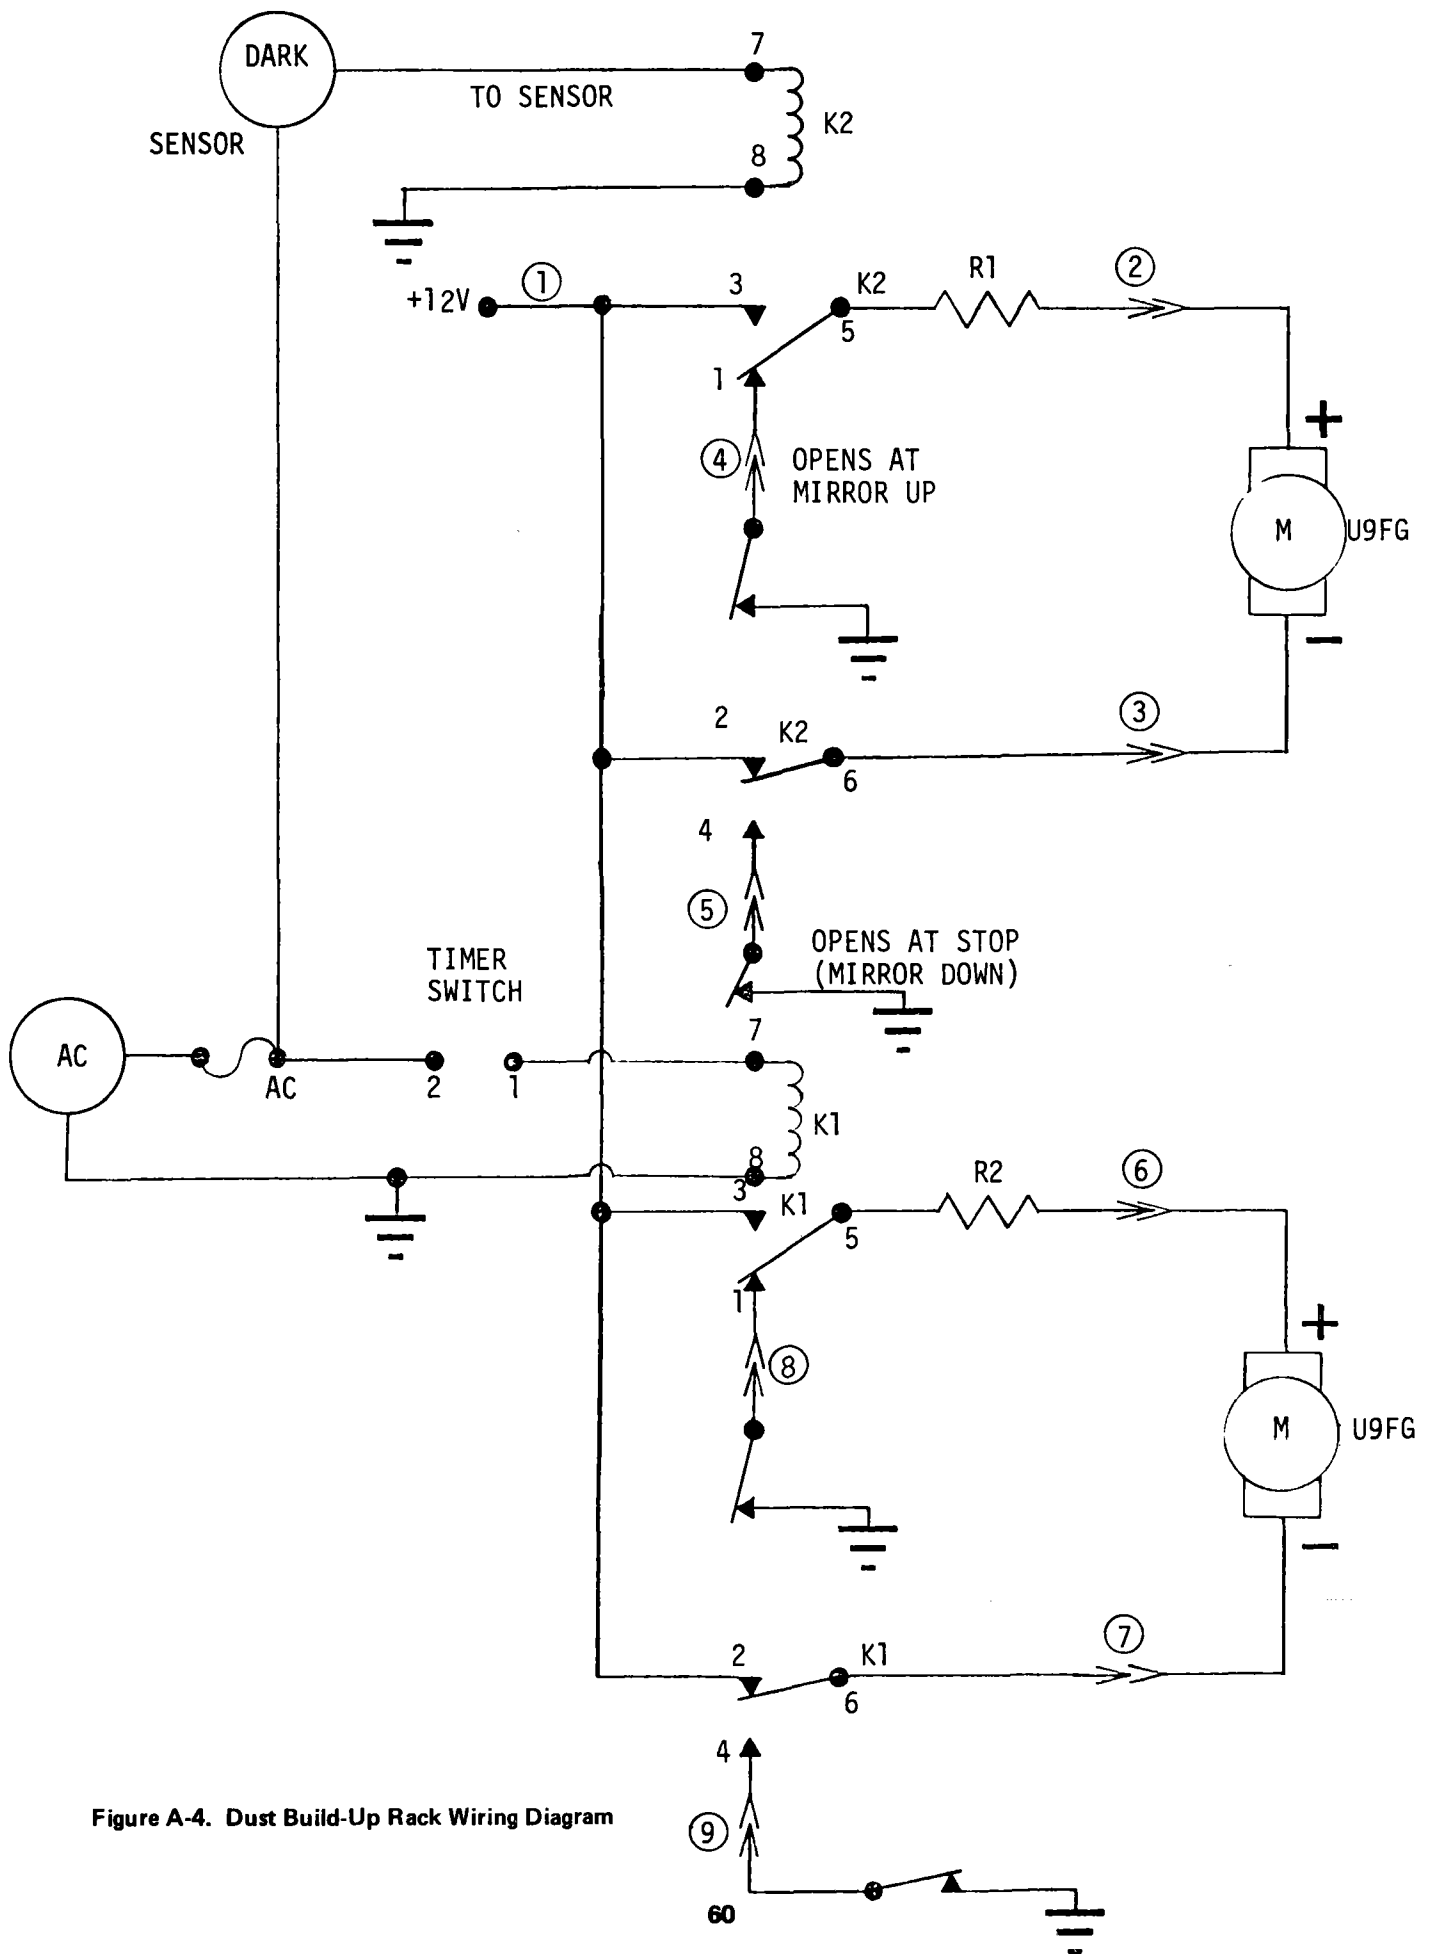 DARK
7
TO SENSOR
K2
SENSOR
8
1
+12V
3
K2
5
R1
2
1
+
4
OPENS AT
MIRROR UP
M
U9FG
−
2
K2
6
3
4
5
OPENS AT STOP
(MIRROR DOWN)
TIMER
SWITCH
7
AC
AC
2
1
K1
8
3
K1
5
R2
6
1
8
+
M
U9FG
−
2
K1
6
7
4
9
Figure A-4. Dust Build-Up Rack Wiring Diagram
60